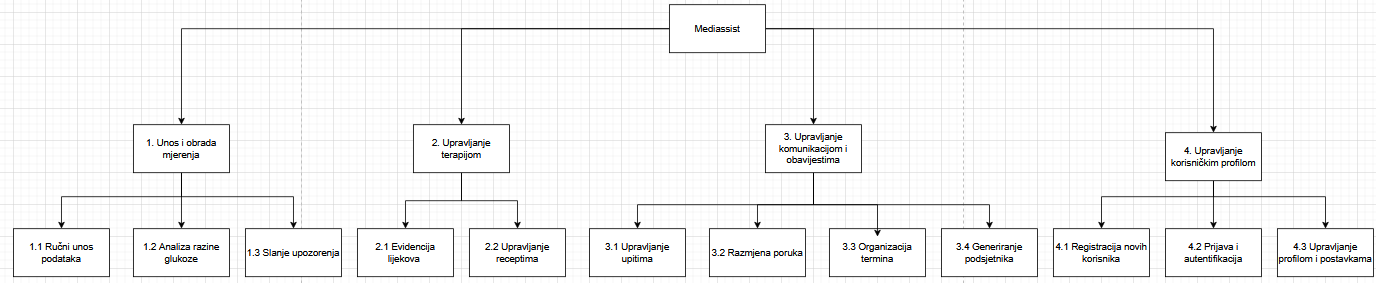 Mediassist
1. Unos i obrada
mjerenja
2. Upravljanje
terapijom
3. Upravljanje
komunikacijom i
obavijestima
4. Upravljanje
korisničkim profilom
1.1 Ručni unos
podataka
1.2 Analiza razine
glukoze
1.3 Slanje upozorenja
2.1 Evidencija
lijekova
2.2 Upravljanje
receptima
3.1 Upravljanje
upitima
3.2 Razmjena poruka
3.3 Organizacija
termina
3.4 Generiranje
podsjetnika
4.1 Registracija novih
korisnika
4.2 Prijava i
autentifikacija
4.3 Upravljanje
profilom i postavkama